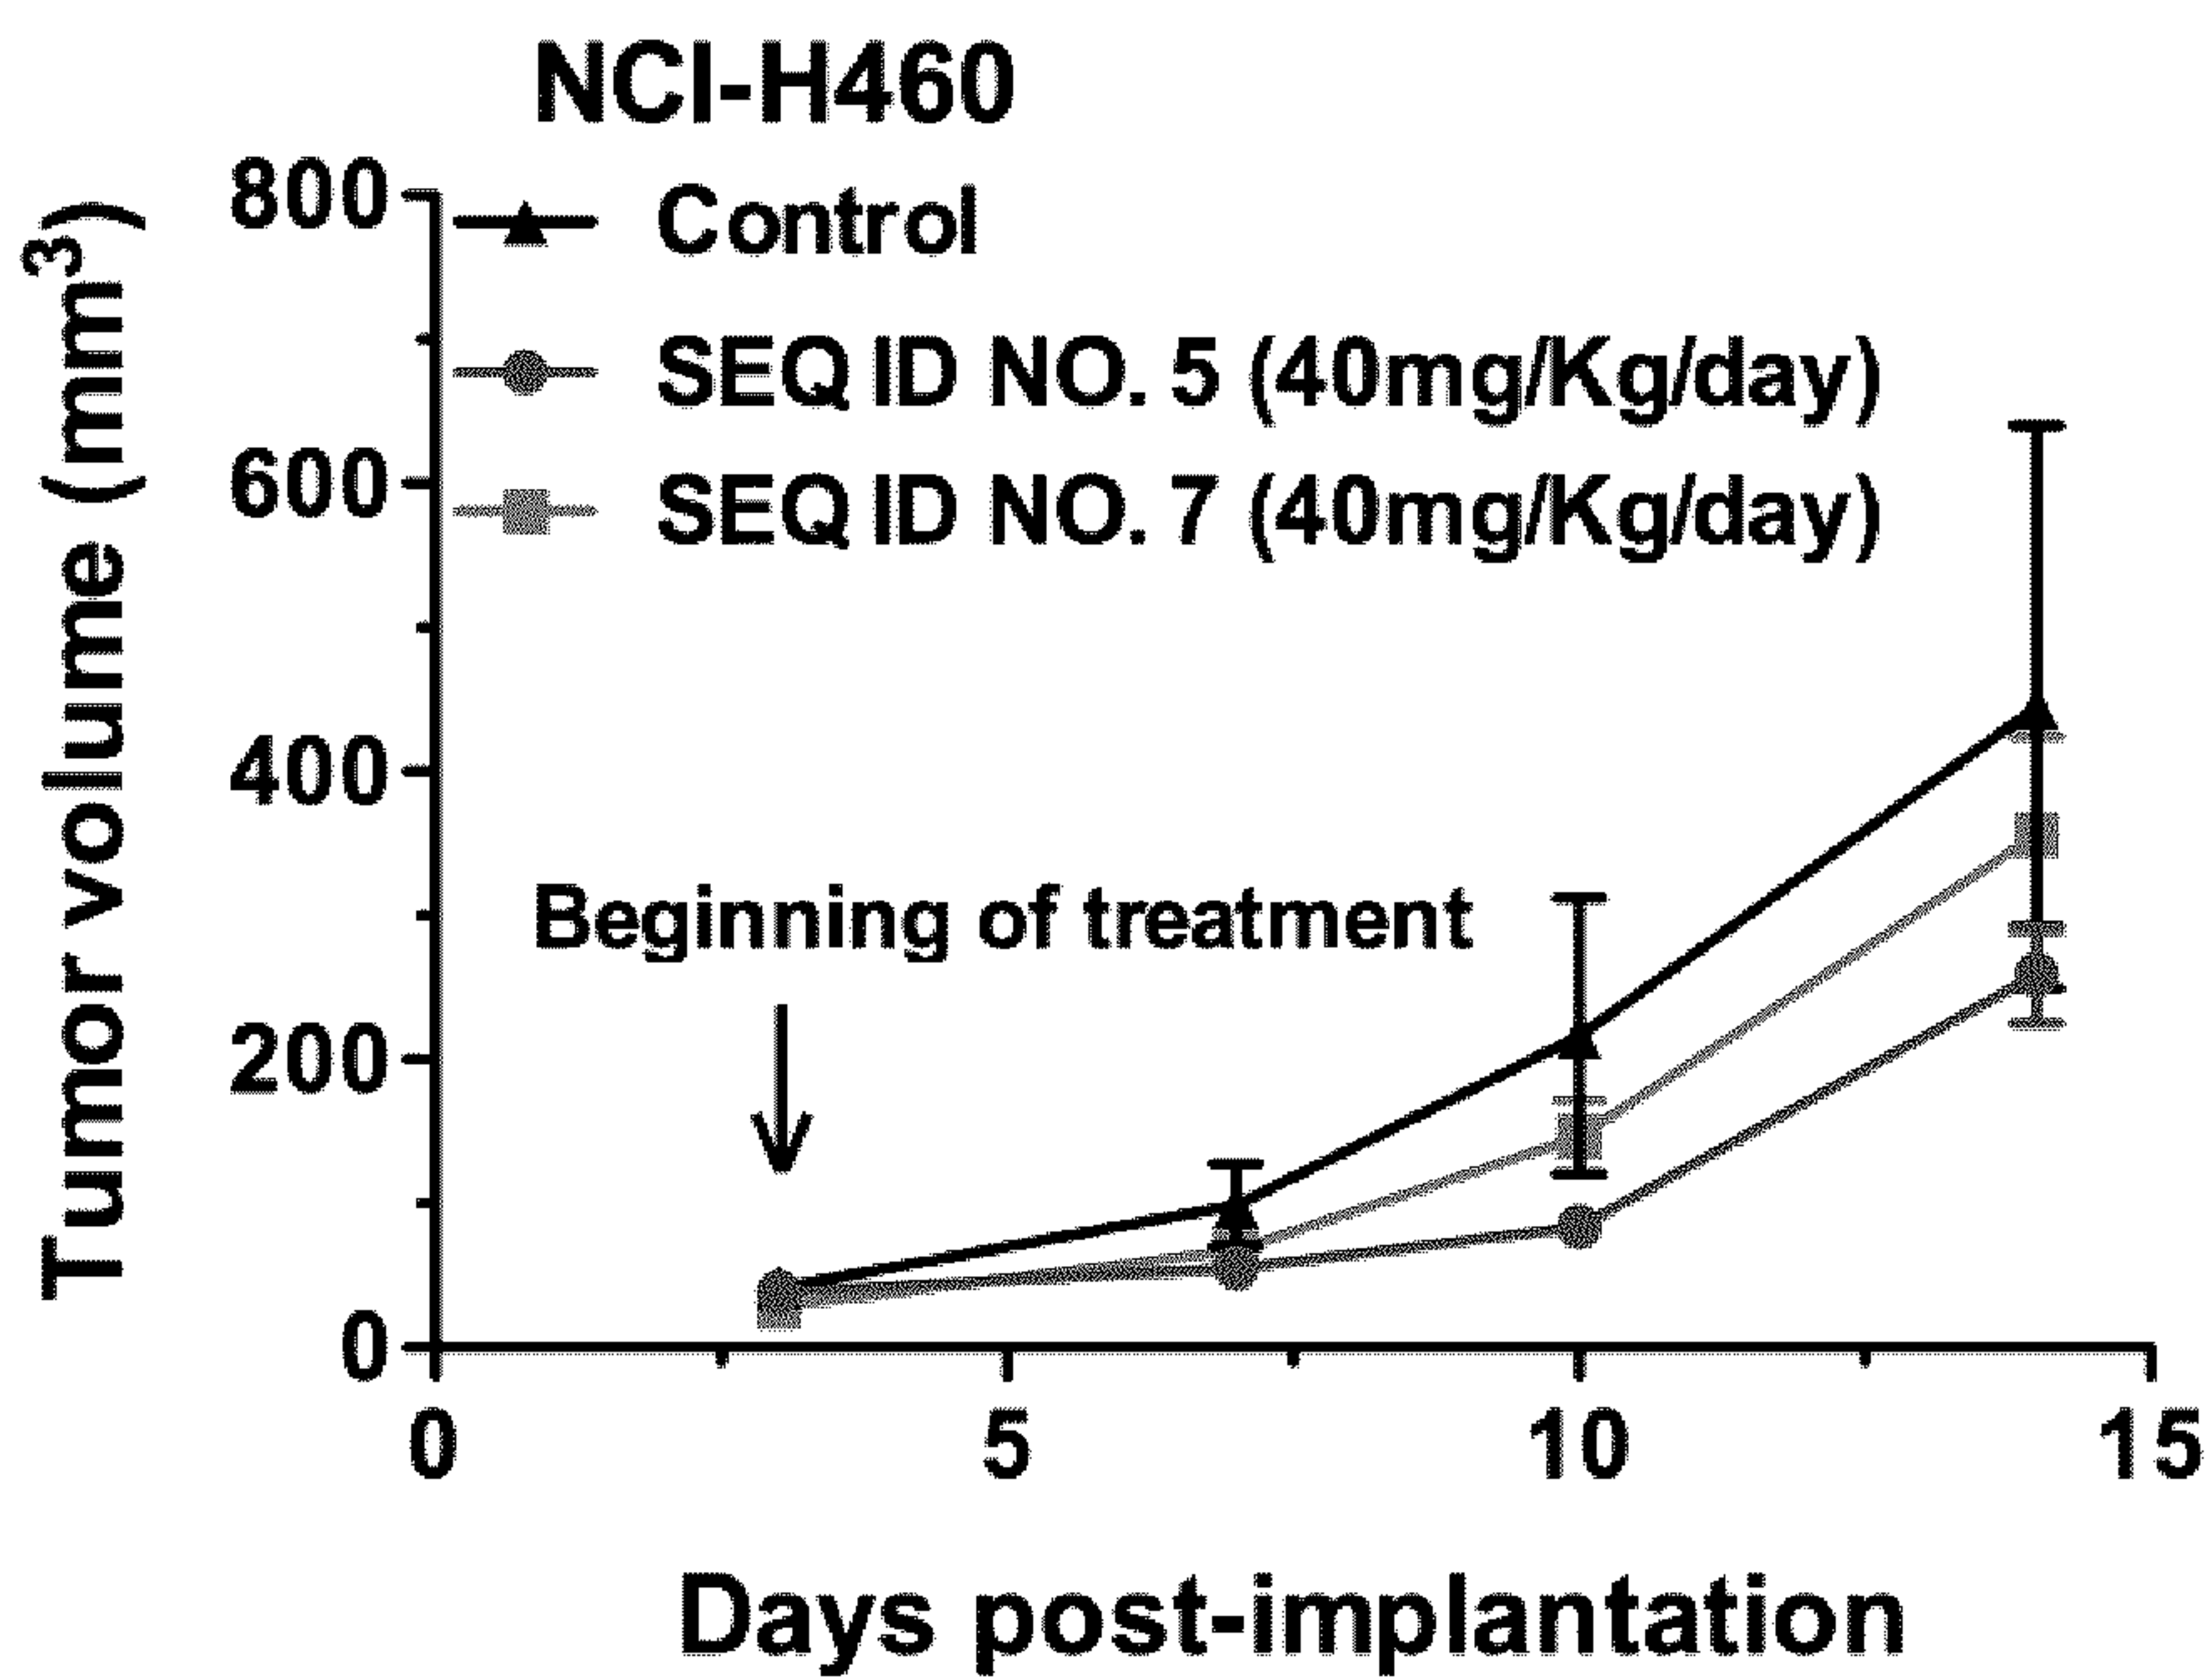 NCI-H460
800
Control
SEQ ID NO. 5 (40mg/Kg/day)
600
SEQ ID NO. 7 (40mg/Kg/day)
400
Beginning of treatment
200
0
0 5 10 15
Days post-implantation
Tumor volume (mm³)